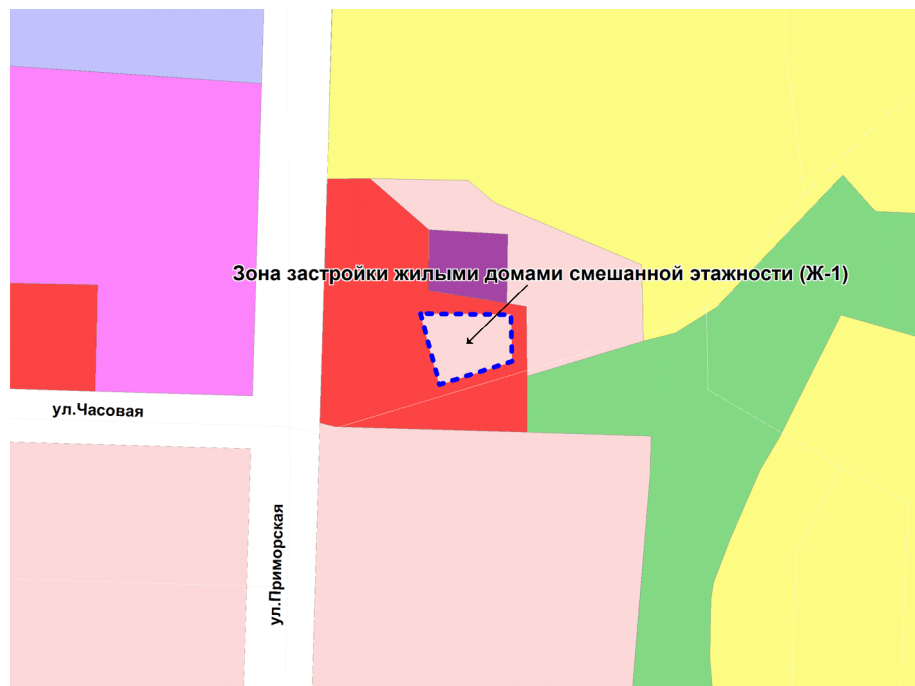 Зона застройки жилыми домами смешанной этажности (Ж-1)
ул.Часовая
ул.Приморская